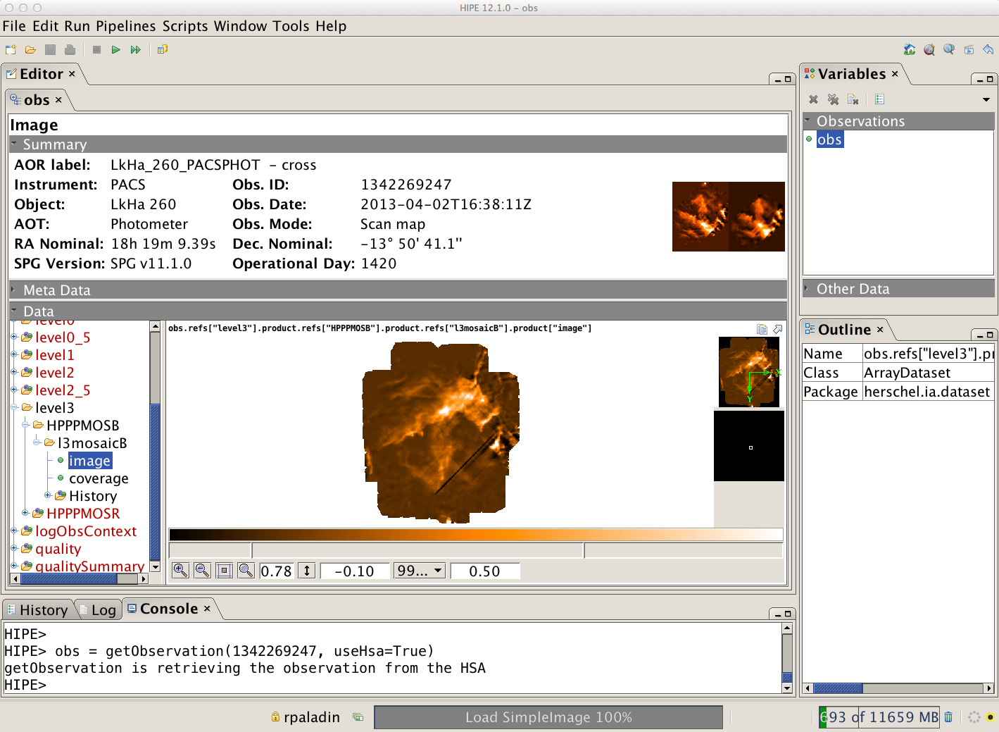 HIPE 12.1.0 - obs
File Edit Run Pipelines Scripts Window Tools Help
Editor ×
Variables ×
obs ×
Image
Summary
AOR label: LkHa_260_PACSPHOT - cross
Instrument: PACS Obs. ID: 1342269247
Object: LkHa 260 Obs. Date: 2013-04-02T16:38:11Z
AOT: Photometer Obs. Mode: Scan map
RA Nominal: 18h 19m 9.39s Dec. Nominal: -13° 50' 41.1''
SPG Version: SPG v11.1.0 Operational Day: 1420
Meta Data
Data
level0
level0_5
level1
level2
level2_5
level3
HPPPMOSB
l3mosaicB
image
coverage
History
HPPPMOSR
logObsContext
quality
qualitySummary
obs.refs["level3"].product.refs["HPPPMOSB"].product.refs["l3mosaicB"].product["image"]
X
Y
0.78 -0.10 99... 0.50
Observations
obs
Other Data
Outline ×
Name obs.refs["level3"].pr
Class ArrayDataset
Package herschel.ia.dataset
History Log Console ×
HIPE>
HIPE> obs = getObservation(1342269247, useHsa=True)
getObservation is retrieving the observation from the HSA
HIPE>
rpaladin Load SimpleImage 100% 693 of 11659 MB